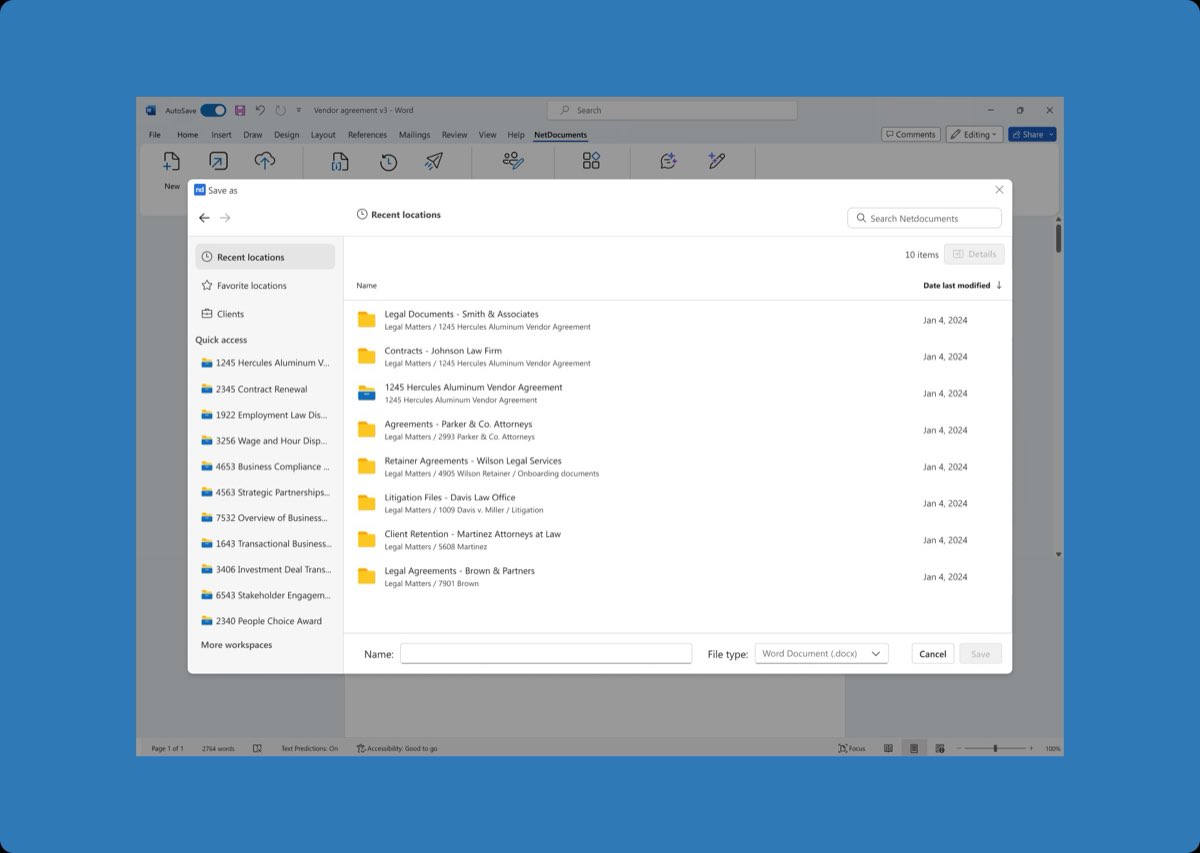 AutoSave
Vendor agreement v3 - Word
Search
File Home Insert Draw Design Layout References Mailings Review View Help NetDocuments
Comments Editing Share
New
nd Save as
Recent locations
Search Netdocuments
Recent locations
Favorite locations
Clients
Quick access
1245 Hercules Aluminum V...
2345 Contract Renewal
1922 Employment Law Dis...
3256 Wage and Hour Disp...
4653 Business Compliance ...
4563 Strategic Partnerships...
7532 Overview of Business...
1643 Transactional Business...
3406 Investment Deal Trans...
6543 Stakeholder Engagem...
2340 People Choice Award
More workspaces
10 items Details
Name Date last modified
Legal Documents - Smith & Associates
Legal Matters / 1245 Hercules Aluminum Vendor Agreement
Jan 4, 2024
Contracts - Johnson Law Firm
Legal Matters / 1245 Hercules Aluminum Vendor Agreement
Jan 4, 2024
1245 Hercules Aluminum Vendor Agreement
1245 Hercules Aluminum Vendor Agreement
Jan 4, 2024
Agreements - Parker & Co. Attorneys
Legal Matters / 2993 Parker & Co. Attorneys
Jan 4, 2024
Retainer Agreements - Wilson Legal Services
Legal Matters / 4905 Wilson Retainer / Onboarding documents
Jan 4, 2024
Litigation Files - Davis Law Office
Legal Matters / 1009 Davis v. Miller / Litigation
Jan 4, 2024
Client Retention - Martinez Attorneys at Law
Legal Matters / 5608 Martinez
Jan 4, 2024
Legal Agreements - Brown & Partners
Legal Matters / 7901 Brown
Jan 4, 2024
Name: File type: Word Document (.docx) Cancel Save
Page 1 of 1 2764 words Text Predictions: On Accessibility: Good to go Focus 100%